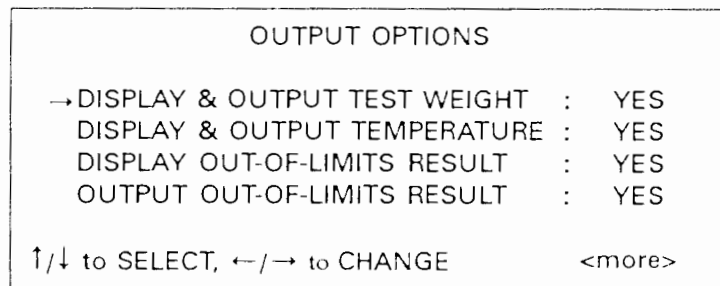 OUTPUT OPTIONS
→DISPLAY & OUTPUT TEST WEIGHT : YES
DISPLAY & OUTPUT TEMPERATURE : YES
DISPLAY OUT-OF-LIMITS RESULT : YES
OUTPUT OUT-OF-LIMITS RESULT : YES
↑/↓ to SELECT, ←/→ to CHANGE <more>